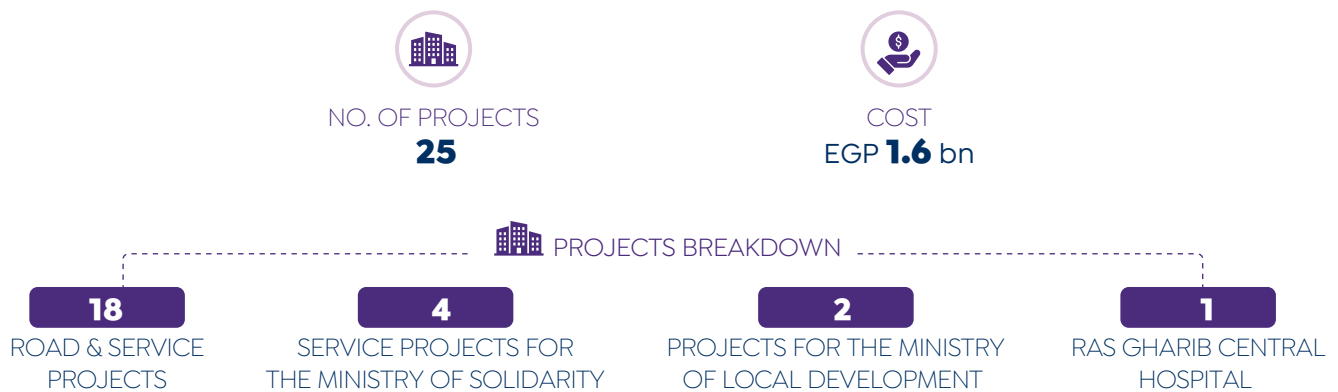 NO. OF PROJECTS
25
COST
EGP 1.6 bn
PROJECTS BREAKDOWN
18
ROAD & SERVICE
PROJECTS
4
SERVICE PROJECTS FOR
THE MINISTRY OF SOLIDARITY
2
PROJECTS FOR THE MINISTRY
OF LOCAL DEVELOPMENT
1
RAS GHARIB CENTRAL
HOSPITAL